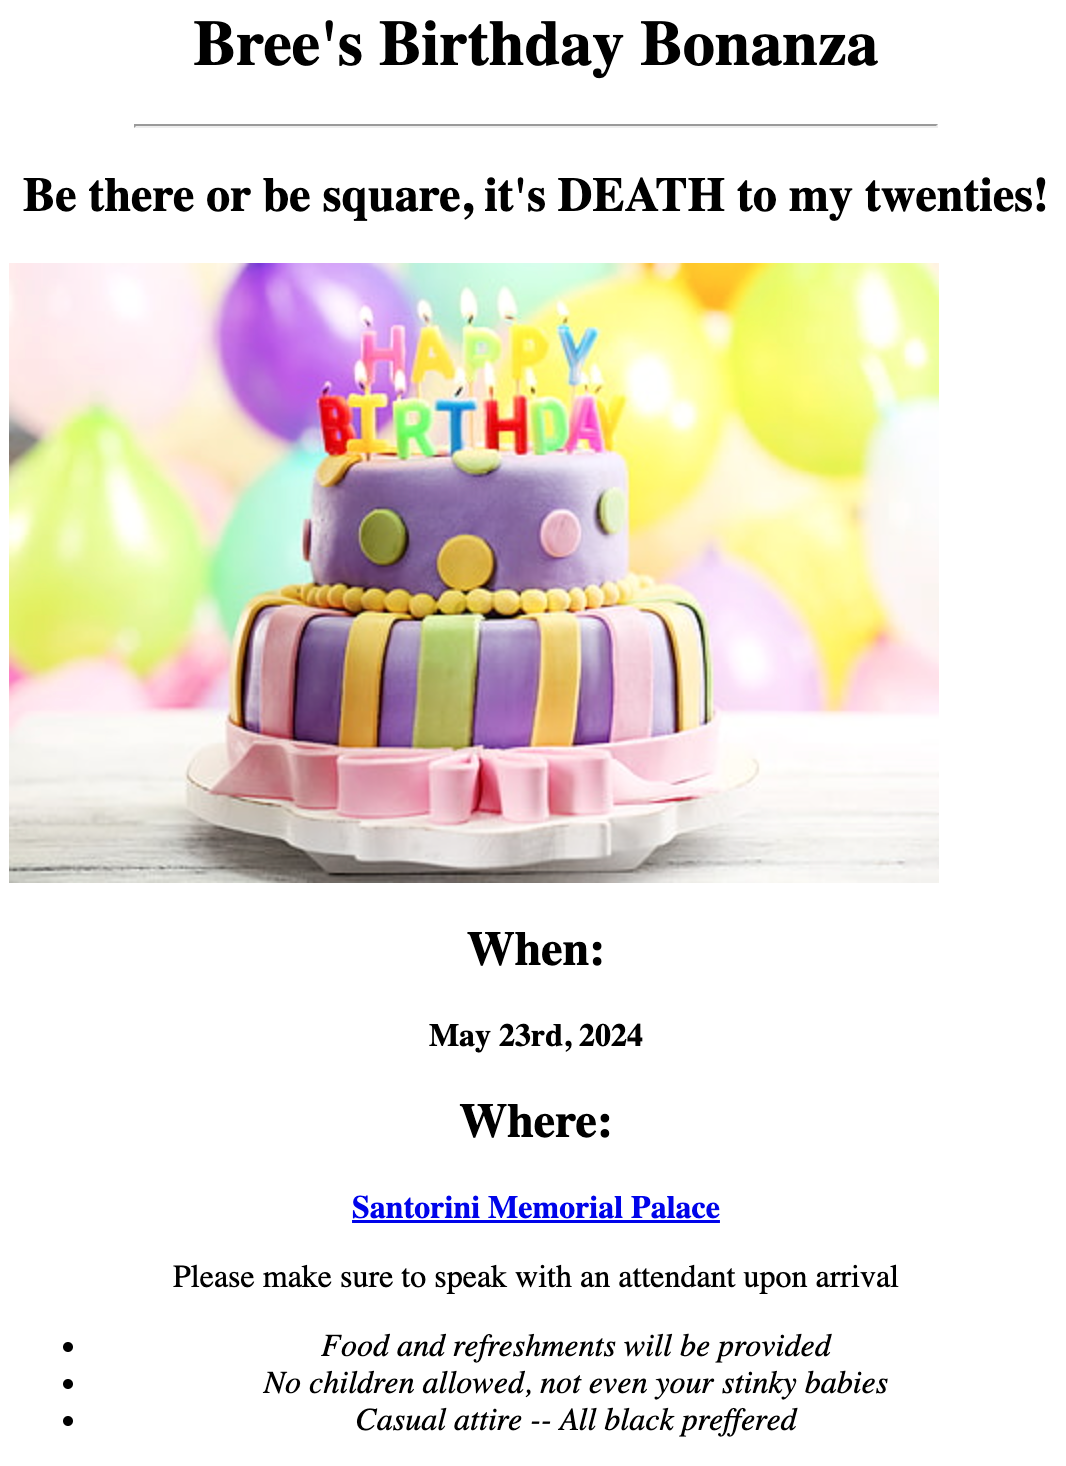 Bree's Birthday Bonanza
Be there or be square, it's DEATH to my twenties!
HAPPY
BIRTHDAY
When:
May 23rd, 2024
Where:
Santorini Memorial Palace
Please make sure to speak with an attendant upon arrival
• Food and refreshments will be provided
• No children allowed, not even your stinky babies
• Casual attire -- All black preffered